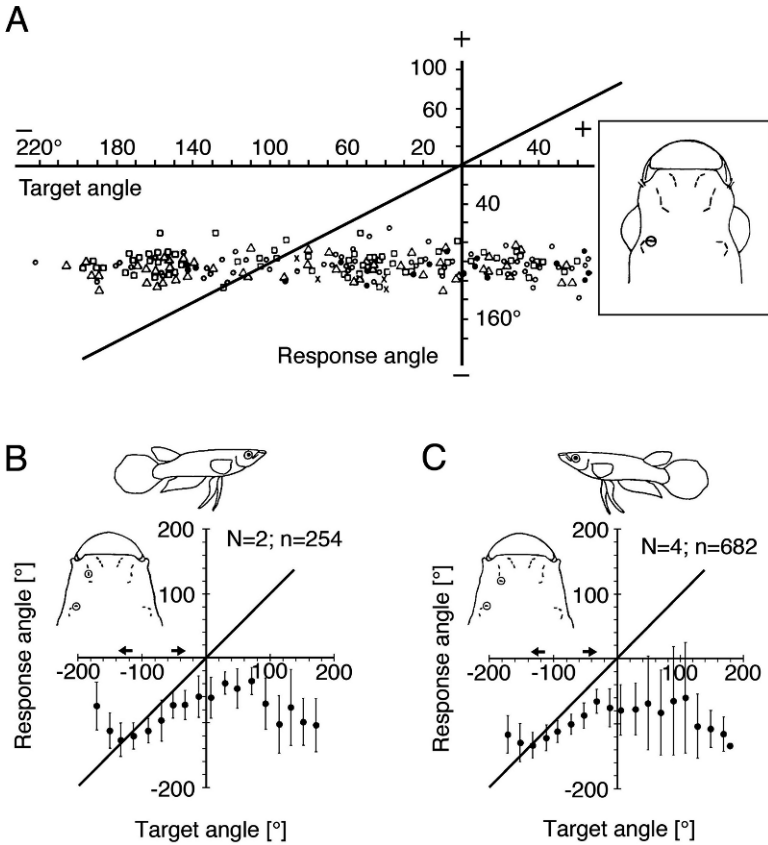 A
+
100
60
−
+
220° 180 140 100 60 20 40
Target angle
40
160°
Response angle
−
B
C
200
N=2; n=254
100
Response angle [°]
-200 -100 100 200
-200
Target angle [°]
200
N=4; n=682
100
Response angle [°]
-200 -100 100 200
-200
Target angle [°]